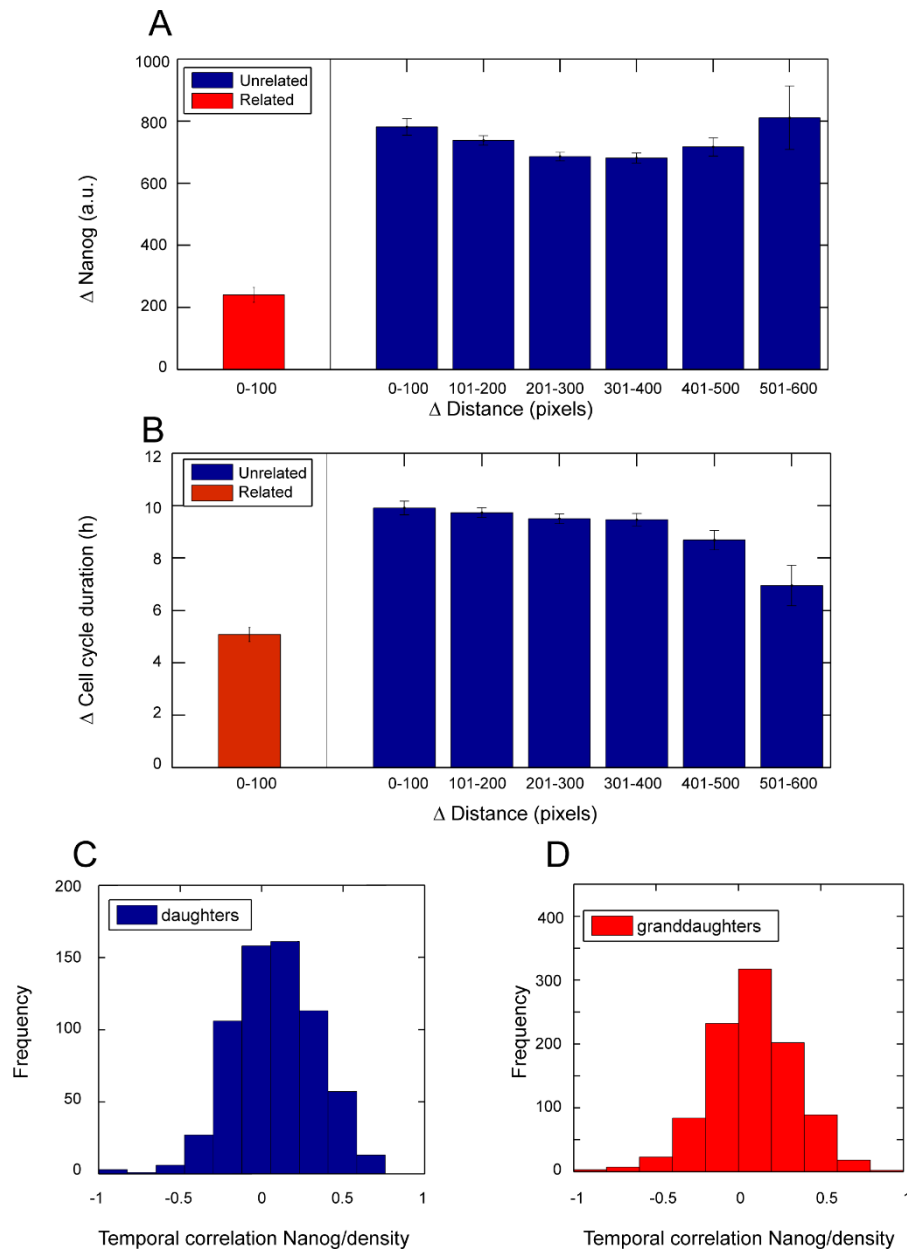 A
1000
800
600
400
200
0
Δ Nanog (a.u.)
Unrelated
Related
0-100
0-100 101-200 201-300 301-400 401-500 501-600
Δ Distance (pixels)
B
12
10
8
6
4
2
0
Δ Cell cycle duration (h)
Unrelated
Related
0-100
0-100 101-200 201-300 301-400 401-500 501-600
Δ Distance (pixels)
C
200
150
100
50
0
Frequency
daughters
-1 -0.5 0 0.5 1
Temporal correlation Nanog/density
D
400
300
200
100
0
Frequency
granddaughters
-1 -0.5 0 0.5 1
Temporal correlation Nanog/density